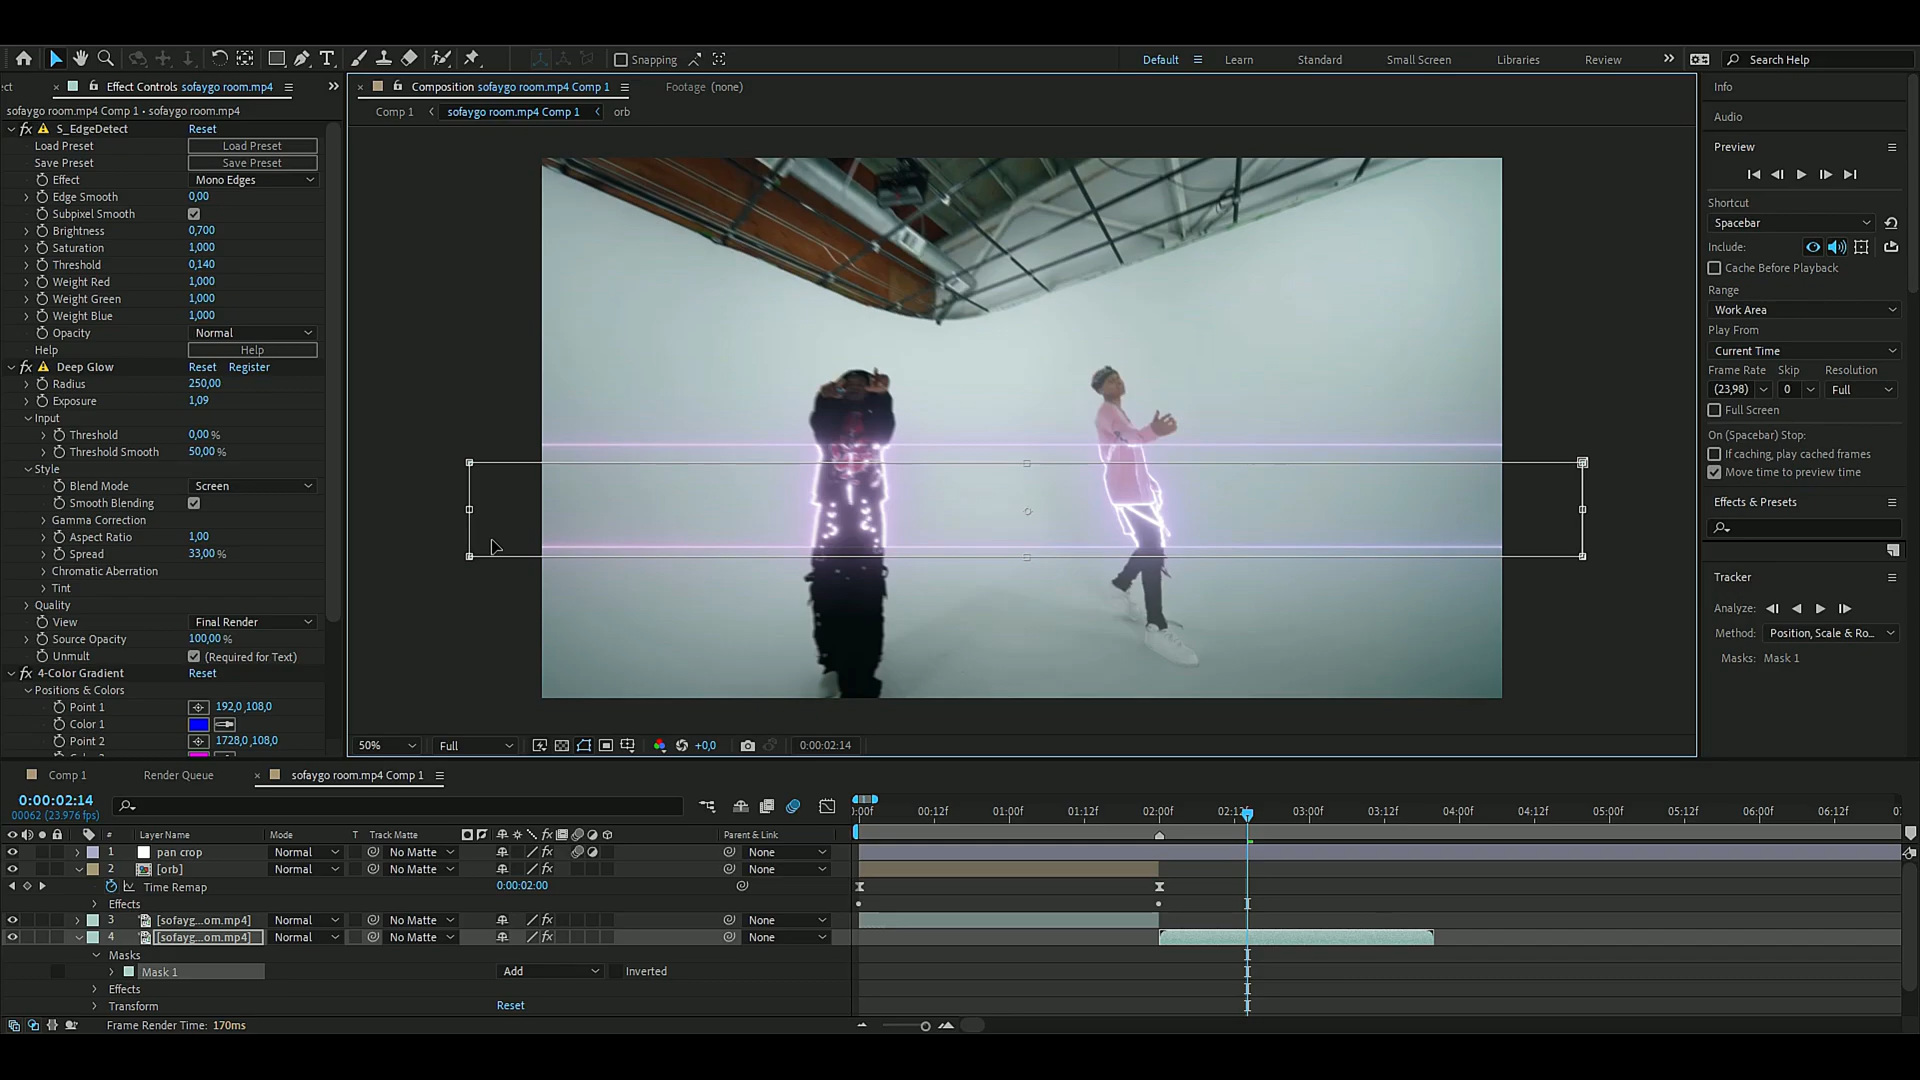 Snapping
Default
Learn
Standard
Small Screen
Libraries
Review
Search Help
ect
Effect Controls sofaygo room.mp4
Composition sofaygo room.mp4 Comp 1
Footage (none)
Info
sofaygo room.mp4 Comp 1 • sofaygo room.mp4
Comp 1
sofaygo room.mp4 Comp 1
orb
Audio
S_EdgeDetect Reset
Load Preset Load Preset
Save Preset Save Preset
Effect Mono Edges
Edge Smooth 0,00
Subpixel Smooth
Brightness 0,700
Saturation 1,000
Threshold 0,140
Weight Red 1,000
Weight Green 1,000
Weight Blue 1,000
Opacity Normal
Help Help
Deep Glow Reset Register
Radius 250,00
Exposure 1,09
Input
Threshold 0,00 %
Threshold Smooth 50,00 %
Style
Blend Mode Screen
Smooth Blending
Gamma Correction
Aspect Ratio 1,00
Spread 33,00 %
Chromatic Aberration
Tint
Quality
View Final Render
Source Opacity 100,00 %
Unmult (Required for Text)
4-Color Gradient Reset
Positions & Colors
Point 1 192,0,108,0
Color 1
Point 2 1728,0,108,0
Preview
Shortcut
Spacebar
Include:
Cache Before Playback
Range
Work Area
Play From
Current Time
Frame Rate Skip Resolution
(23,98) 0 Full
Full Screen
On (Spacebar) Stop:
If caching, play cached frames
Move time to preview time
Effects & Presets
Tracker
Analyze:
Method: Position, Scale & Ro...
Masks: Mask 1
50% Full +0,0 0:00:02:14
Comp 1
Render Queue
sofaygo room.mp4 Comp 1
0:00:02:14
00062 (23.976 fps)
:00f 00:12f 01:00f 01:12f 02:00f 02:12f 03:00f 03:12f 04:00f 04:12f 05:00f 05:12f 06:00f 06:12f
# Layer Name Mode T Track Matte Parent & Link
1 pan crop Normal No Matte None
2 [orb] Normal No Matte None
Time Remap 0:00:02:00
Effects
3 [sofayg...om.mp4] Normal No Matte None
4 [sofayg...om.mp4] Normal No Matte None
Masks
Mask 1 Add Inverted
Effects
Transform Reset
Frame Render Time: 170ms